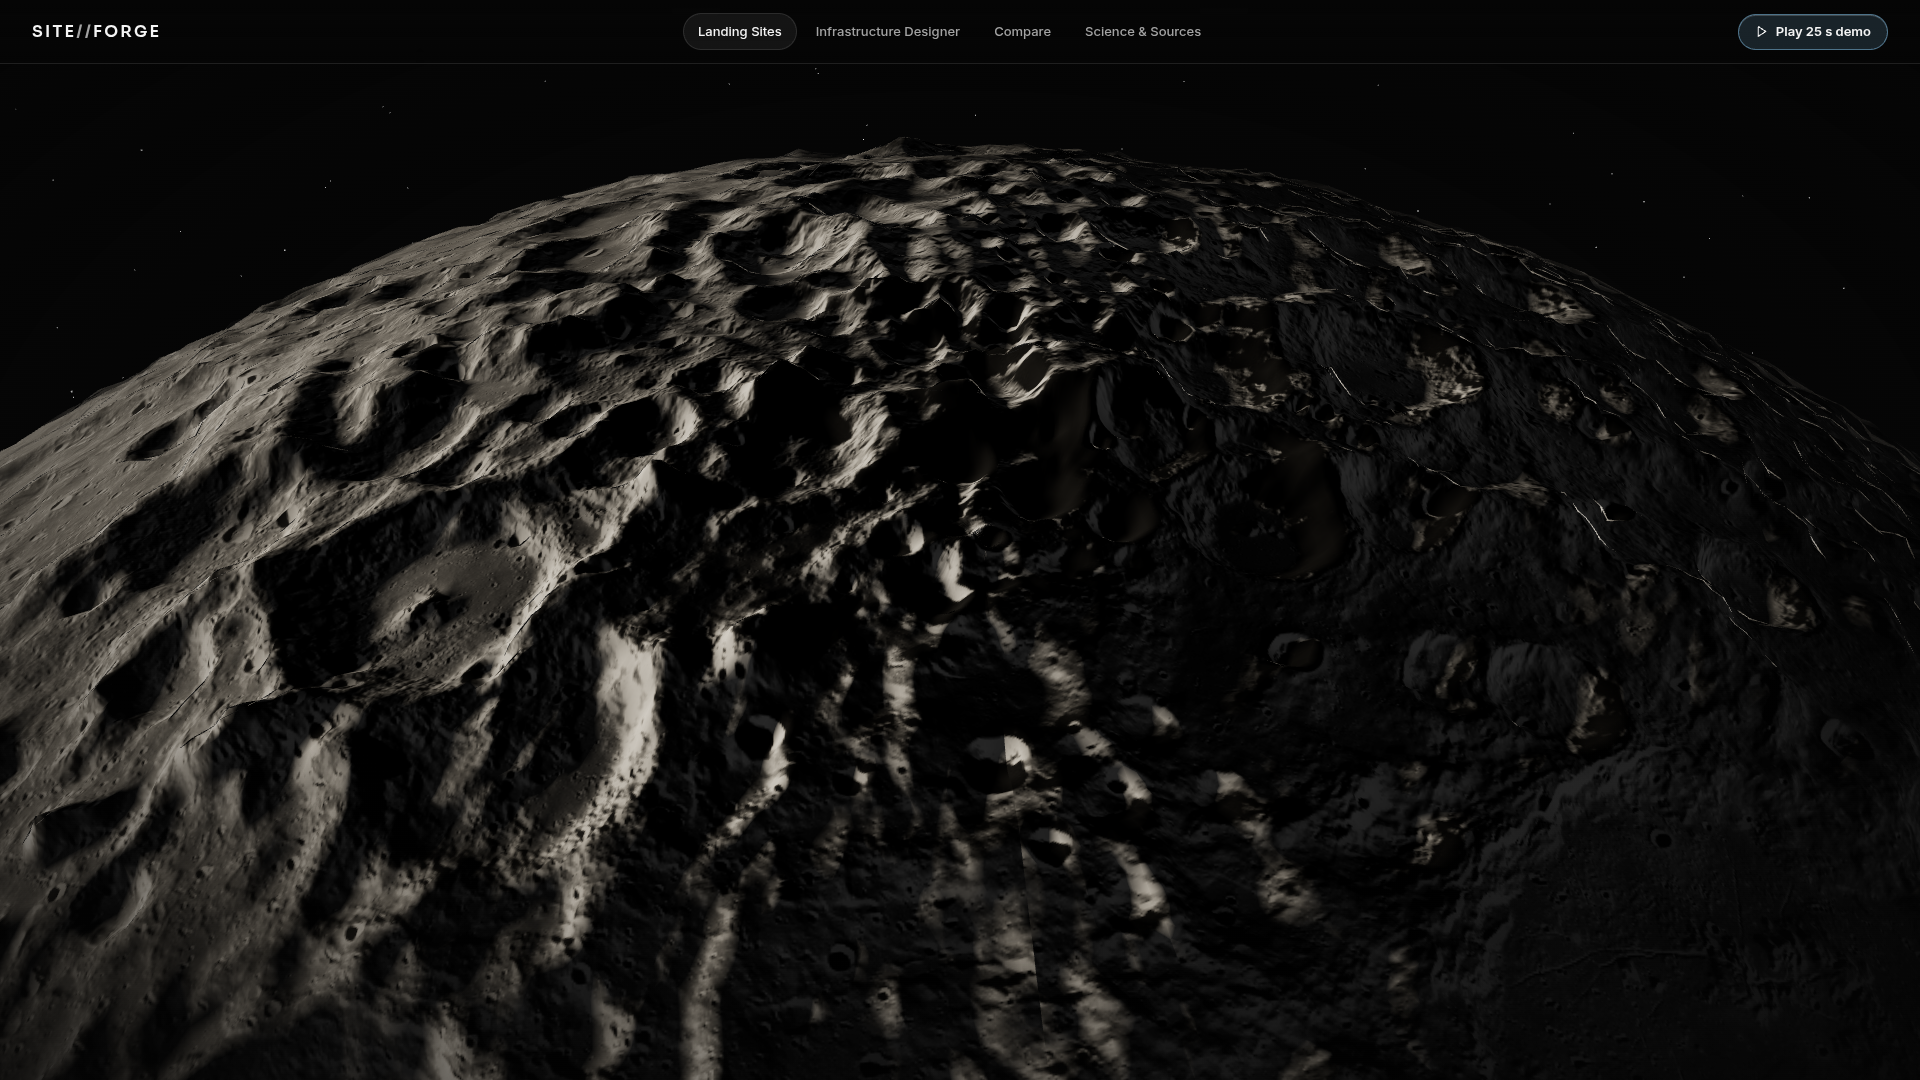 SITE//FORGE
Landing Sites
Infrastructure Designer
Compare
Science & Sources
Play 25 s demo